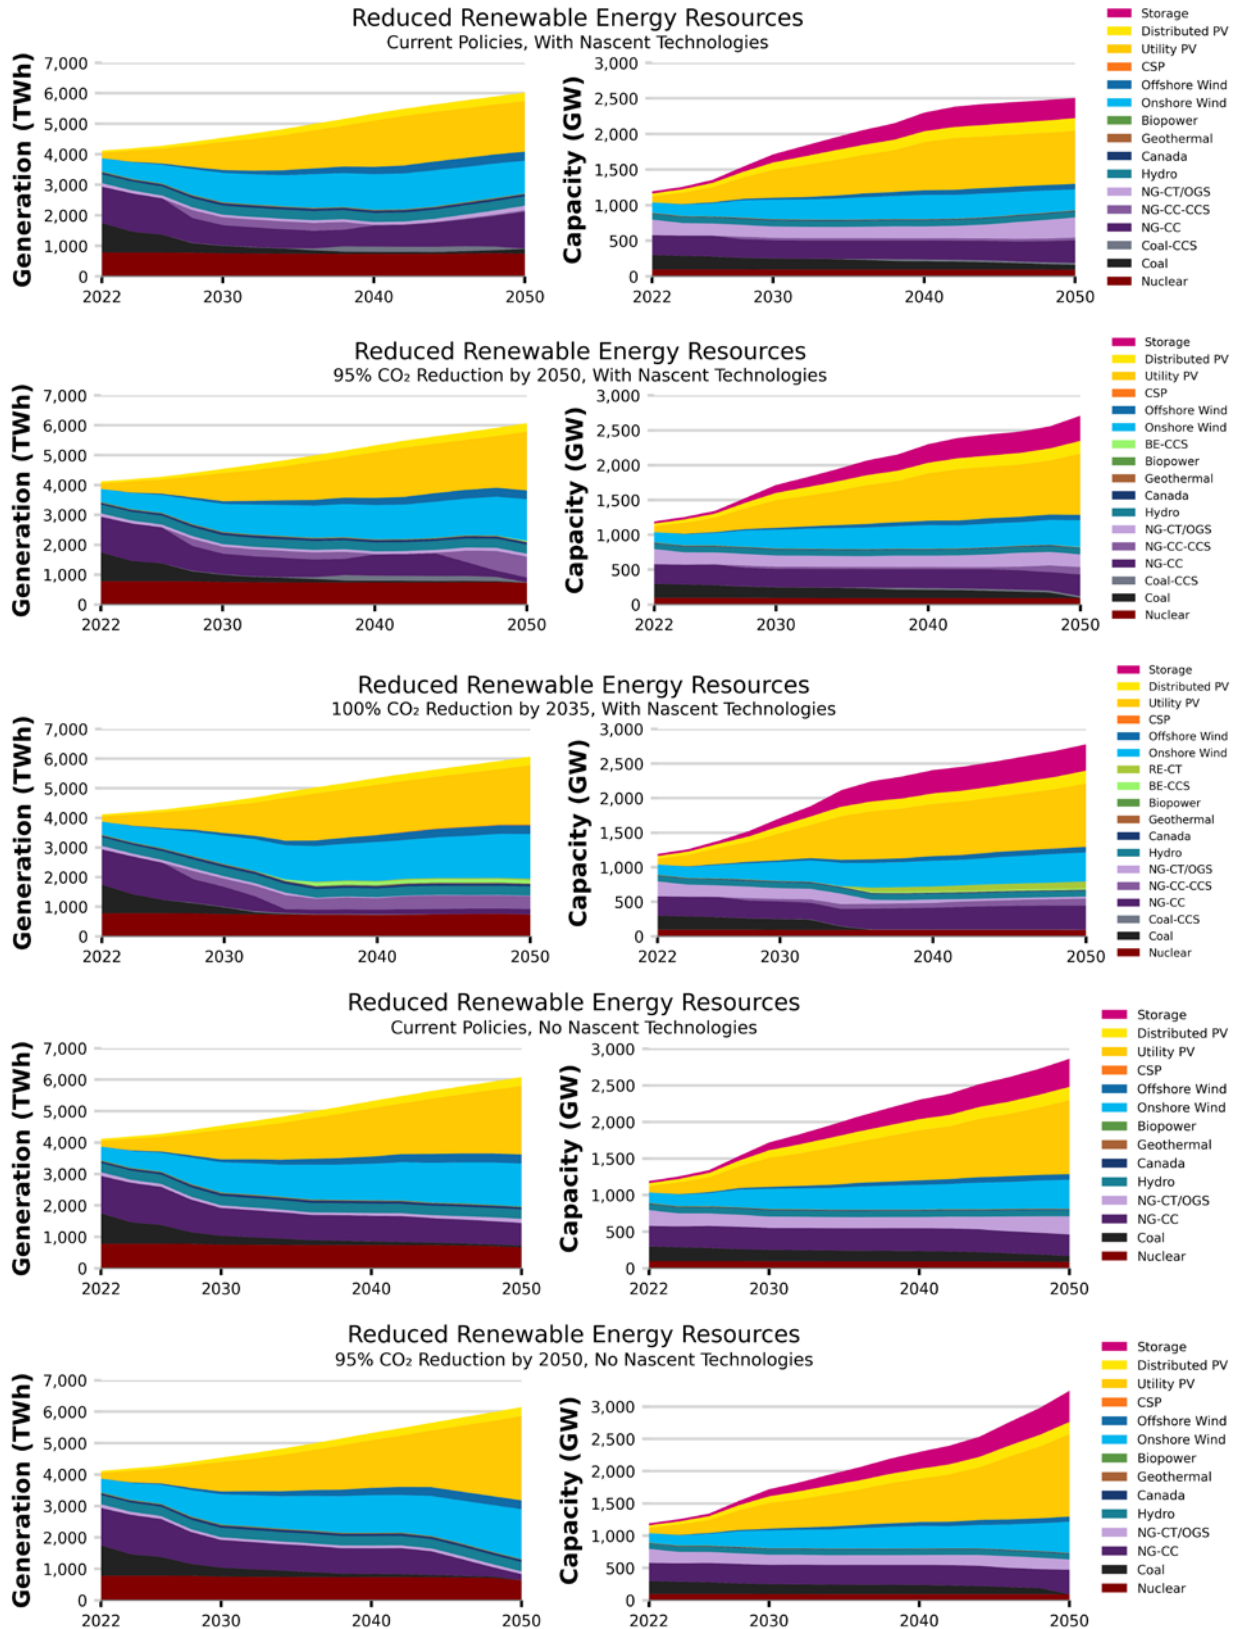 Reduced Renewable Energy Resources
Current Policies, With Nascent Technologies
Generation (TWh)
7,000
6,000
5,000
4,000
3,000
2,000
1,000
0
2022 2030 2040 2050
Capacity (GW)
3,000
2,500
2,000
1,500
1,000
500
0
2022 2030 2040 2050
Storage
Distributed PV
Utility PV
CSP
Offshore Wind
Onshore Wind
Biopower
Geothermal
Canada
Hydro
NG-CT/OGS
NG-CC-CCS
NG-CC
Coal-CCS
Coal
Nuclear
Reduced Renewable Energy Resources
95% CO₂ Reduction by 2050, With Nascent Technologies
Generation (TWh)
7,000
6,000
5,000
4,000
3,000
2,000
1,000
0
2022 2030 2040 2050
Capacity (GW)
3,000
2,500
2,000
1,500
1,000
500
0
2022 2030 2040 2050
Storage
Distributed PV
Utility PV
CSP
Offshore Wind
Onshore Wind
BE-CCS
Biopower
Geothermal
Canada
Hydro
NG-CT/OGS
NG-CC-CCS
NG-CC
Coal-CCS
Coal
Nuclear
Reduced Renewable Energy Resources
100% CO₂ Reduction by 2035, With Nascent Technologies
Generation (TWh)
7,000
6,000
5,000
4,000
3,000
2,000
1,000
0
2022 2030 2040 2050
Capacity (GW)
3,000
2,500
2,000
1,500
1,000
500
0
2022 2030 2040 2050
Storage
Distributed PV
Utility PV
CSP
Offshore Wind
Onshore Wind
RE-CT
BE-CCS
Biopower
Geothermal
Canada
Hydro
NG-CT/OGS
NG-CC-CCS
NG-CC
Coal-CCS
Coal
Nuclear
Reduced Renewable Energy Resources
Current Policies, No Nascent Technologies
Generation (TWh)
7,000
6,000
5,000
4,000
3,000
2,000
1,000
0
2022 2030 2040 2050
Capacity (GW)
3,000
2,500
2,000
1,500
1,000
500
0
2022 2030 2040 2050
Storage
Distributed PV
Utility PV
CSP
Offshore Wind
Onshore Wind
Biopower
Geothermal
Canada
Hydro
NG-CT/OGS
NG-CC
Coal
Nuclear
Reduced Renewable Energy Resources
95% CO₂ Reduction by 2050, No Nascent Technologies
Generation (TWh)
7,000
6,000
5,000
4,000
3,000
2,000
1,000
0
2022 2030 2040 2050
Capacity (GW)
3,000
2,500
2,000
1,500
1,000
500
0
2022 2030 2040 2050
Storage
Distributed PV
Utility PV
CSP
Offshore Wind
Onshore Wind
Biopower
Geothermal
Canada
Hydro
NG-CT/OGS
NG-CC
Coal
Nuclear